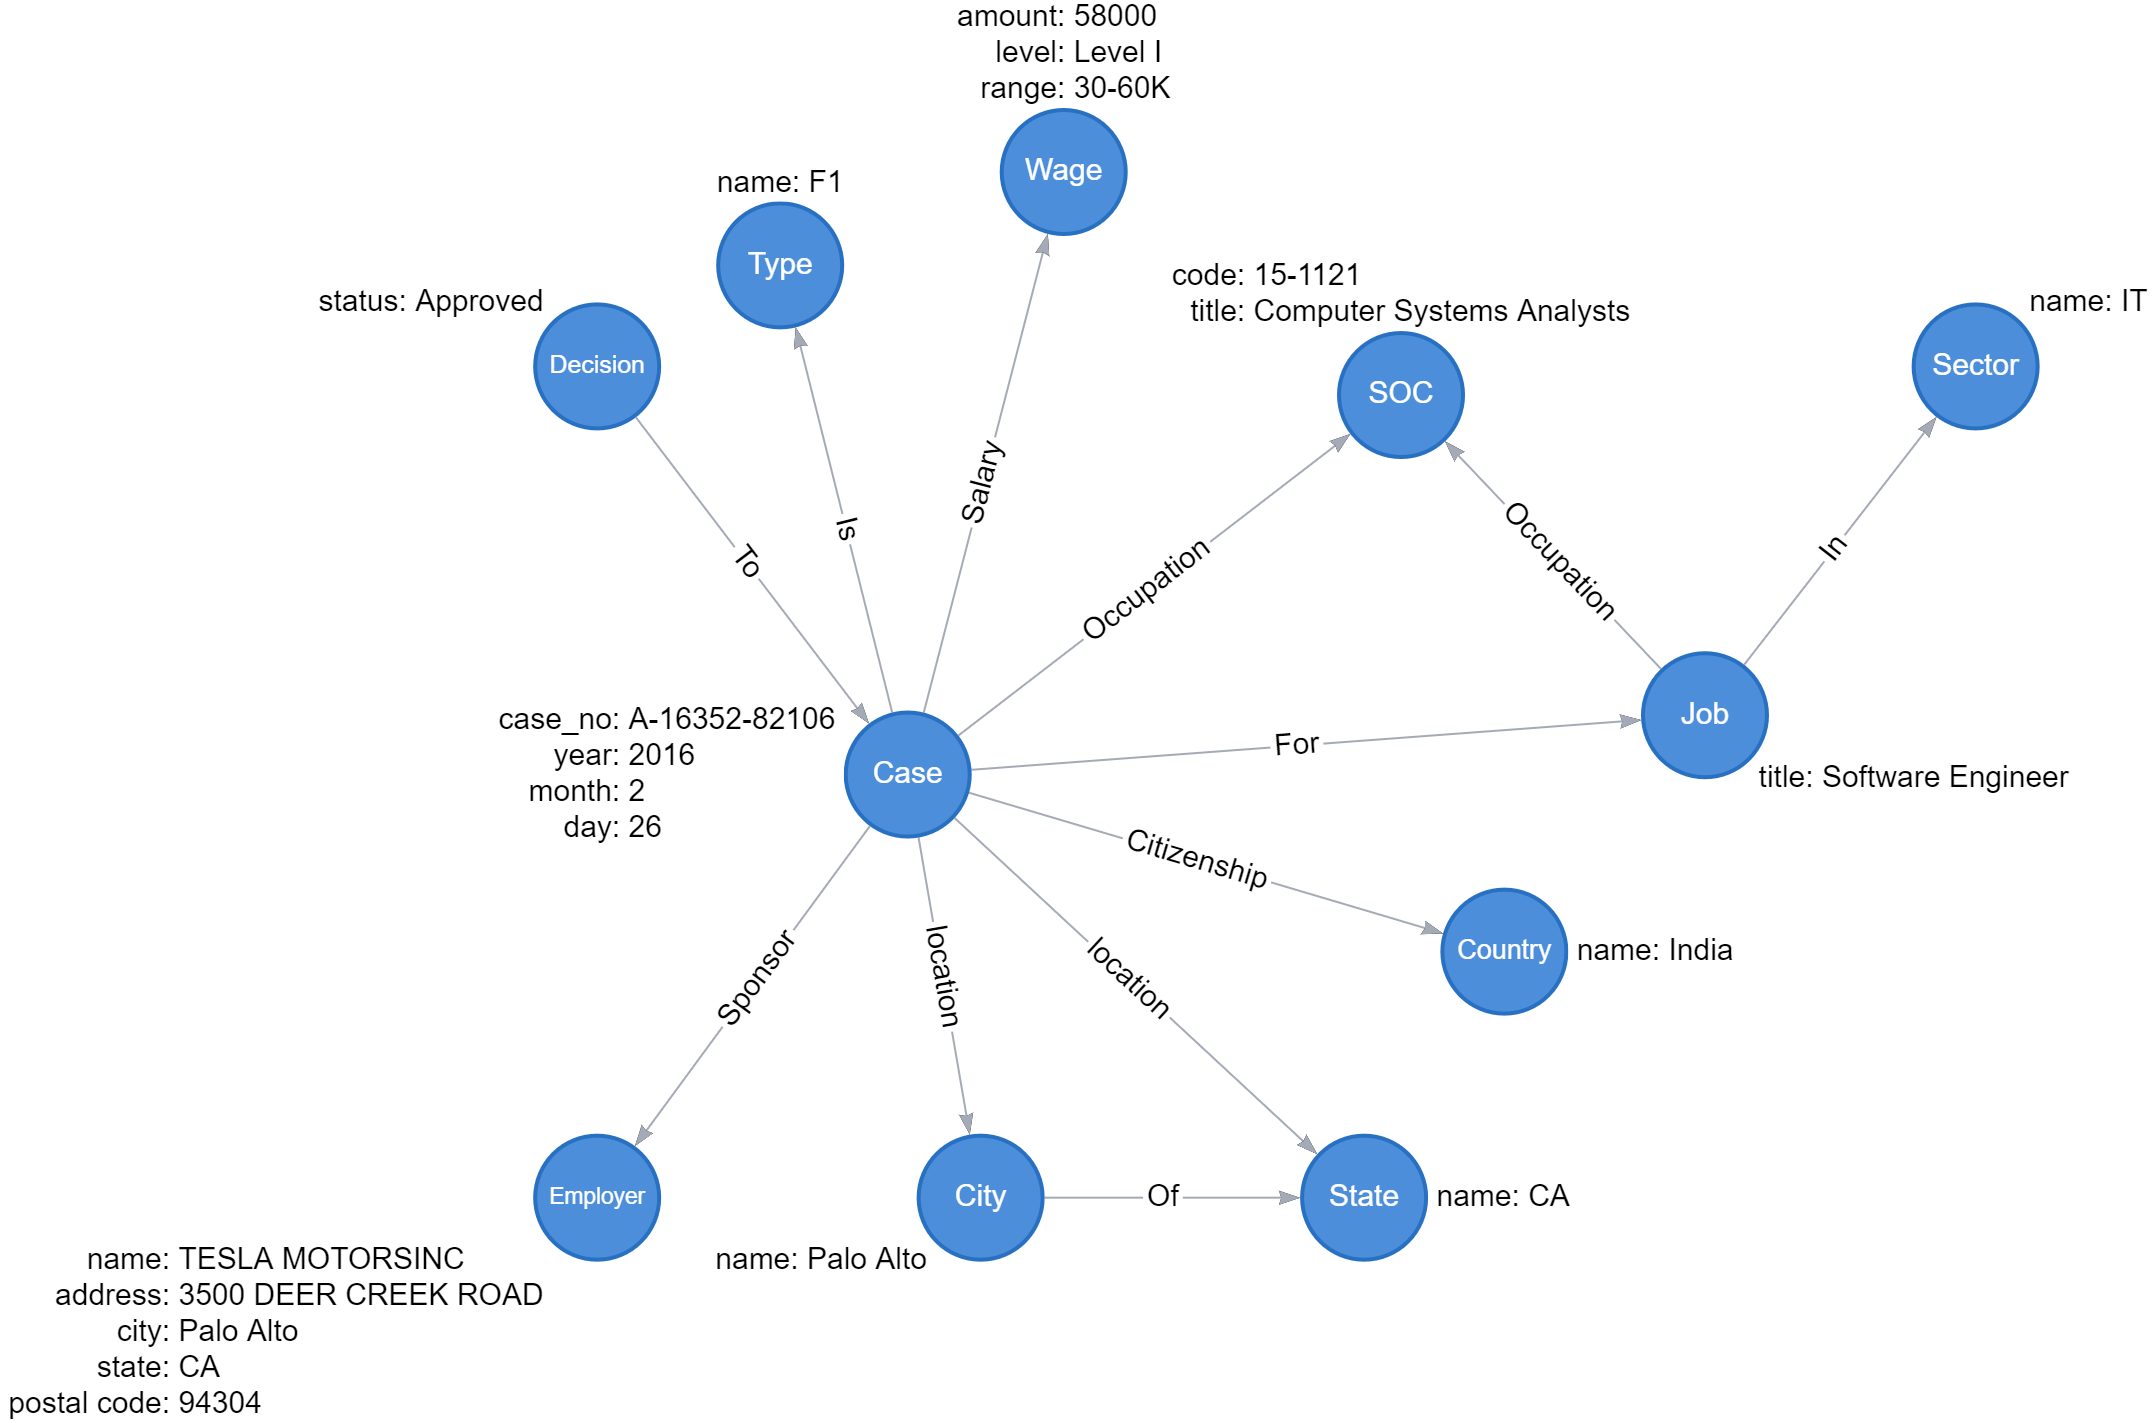 amount: 58000
level: Level I
range: 30-60K
Wage
name: F1
Type
code: 15-1121
title: Computer Systems Analysts
SOC
status: Approved
Decision
name: IT
Sector
Salary
Is
To
Occupation
Occupation
In
case_no: A-16352-82106
year: 2016
month: 2
day: 26
Case
For
Job
title: Software Engineer
Citizenship
Country
name: India
Sponsor
location
location
Employer
City
Of
State
name: CA
name: Palo Alto
name: TESLA MOTORSINC
address: 3500 DEER CREEK ROAD
city: Palo Alto
state: CA
postal code: 94304